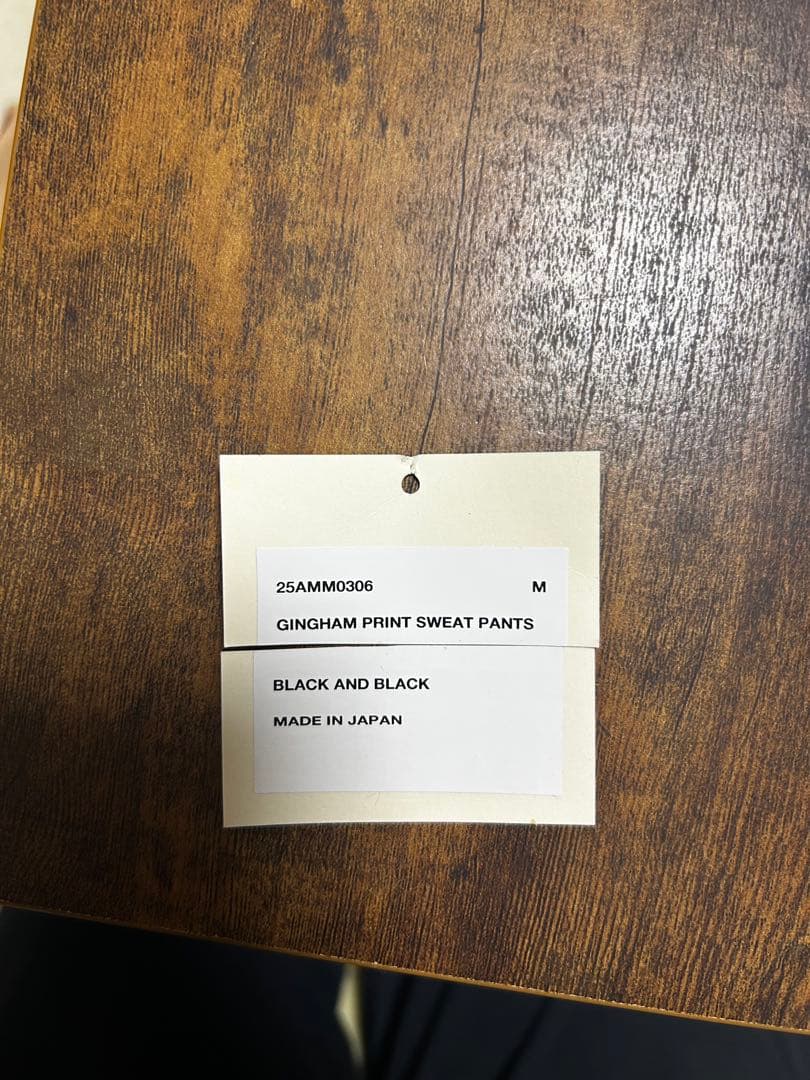 25AMM0306 M
GINGHAM PRINT SWEAT PANTS
BLACK AND BLACK
MADE IN JAPAN